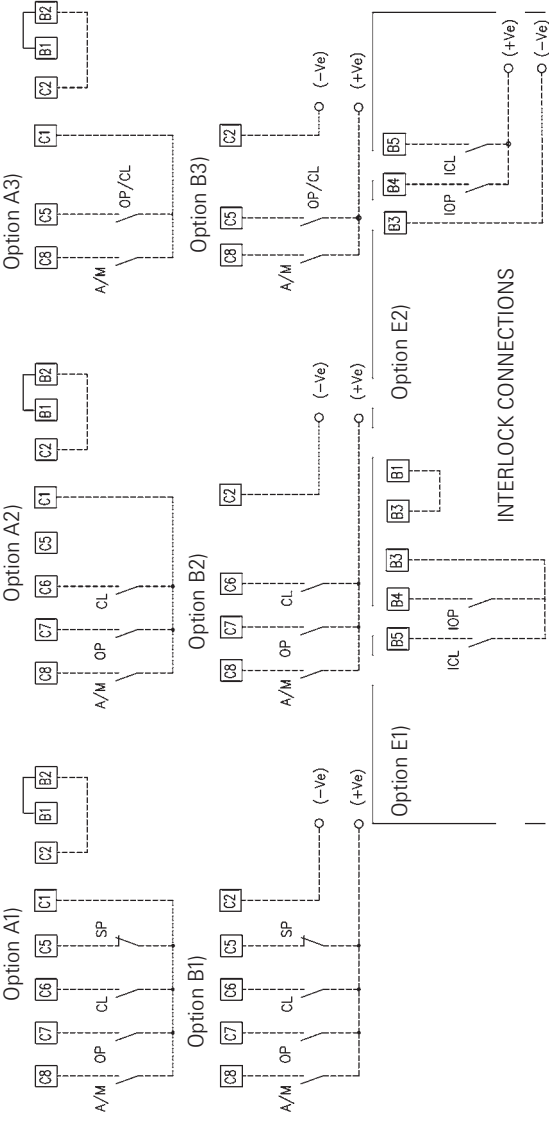 Option A1)
C8 C7 C6 C5 C1 C2 B1 B2
A/M OP CL SP
Option A2)
C8 C7 C6 C5 C1 C2 B1 B2
A/M OP CL
Option A3)
C8 C5 C1 C2 B1 B2
A/M OP/CL
Option B1)
C8 C7 C6 C5 C2
A/M OP CL SP
(-Ve)
(+Ve)
Option B2)
C8 C7 C6 C2
A/M OP CL
(-Ve)
(+Ve)
Option B3)
C8 C5 C2
A/M OP/CL
(-Ve)
(+Ve)
Option E1)
B5 B4 B3 B3 B1
ICL IOP
Option E2)
B3 B4 B5
IOP ICL
(+Ve)
(-Ve)
INTERLOCK CONNECTIONS